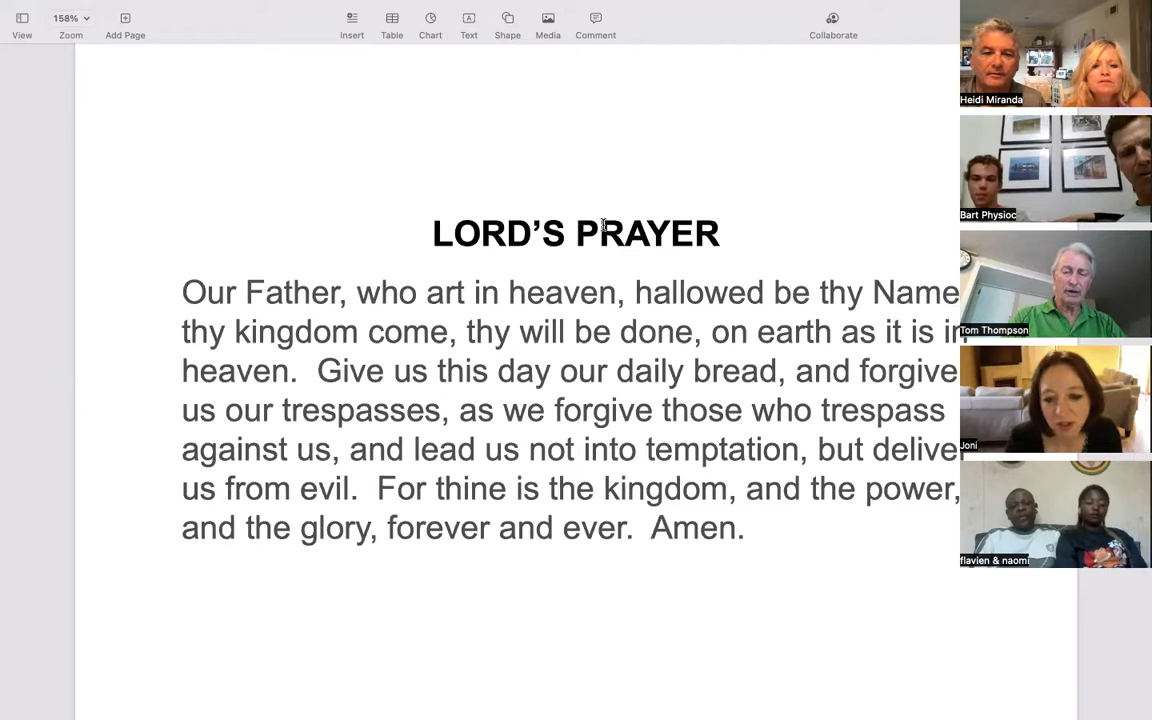 158%
View
Zoom
Add Page
Insert
Table
Chart
Text
Shape
Media
Comment
Collaborate
LORD’S PRAYER
Our Father, who art in heaven, hallowed be thy Name
thy kingdom come, thy will be done, on earth as it is in
heaven.  Give us this day our daily bread, and forgive
us our trespasses, as we forgive those who trespass
against us, and lead us not into temptation, but deliver
us from evil.  For thine is the kingdom, and the power,
and the glory, forever and ever.  Amen.
Heidi Miranda
Bart Physioc
Tom Thompson
Joni
flavien & naomi